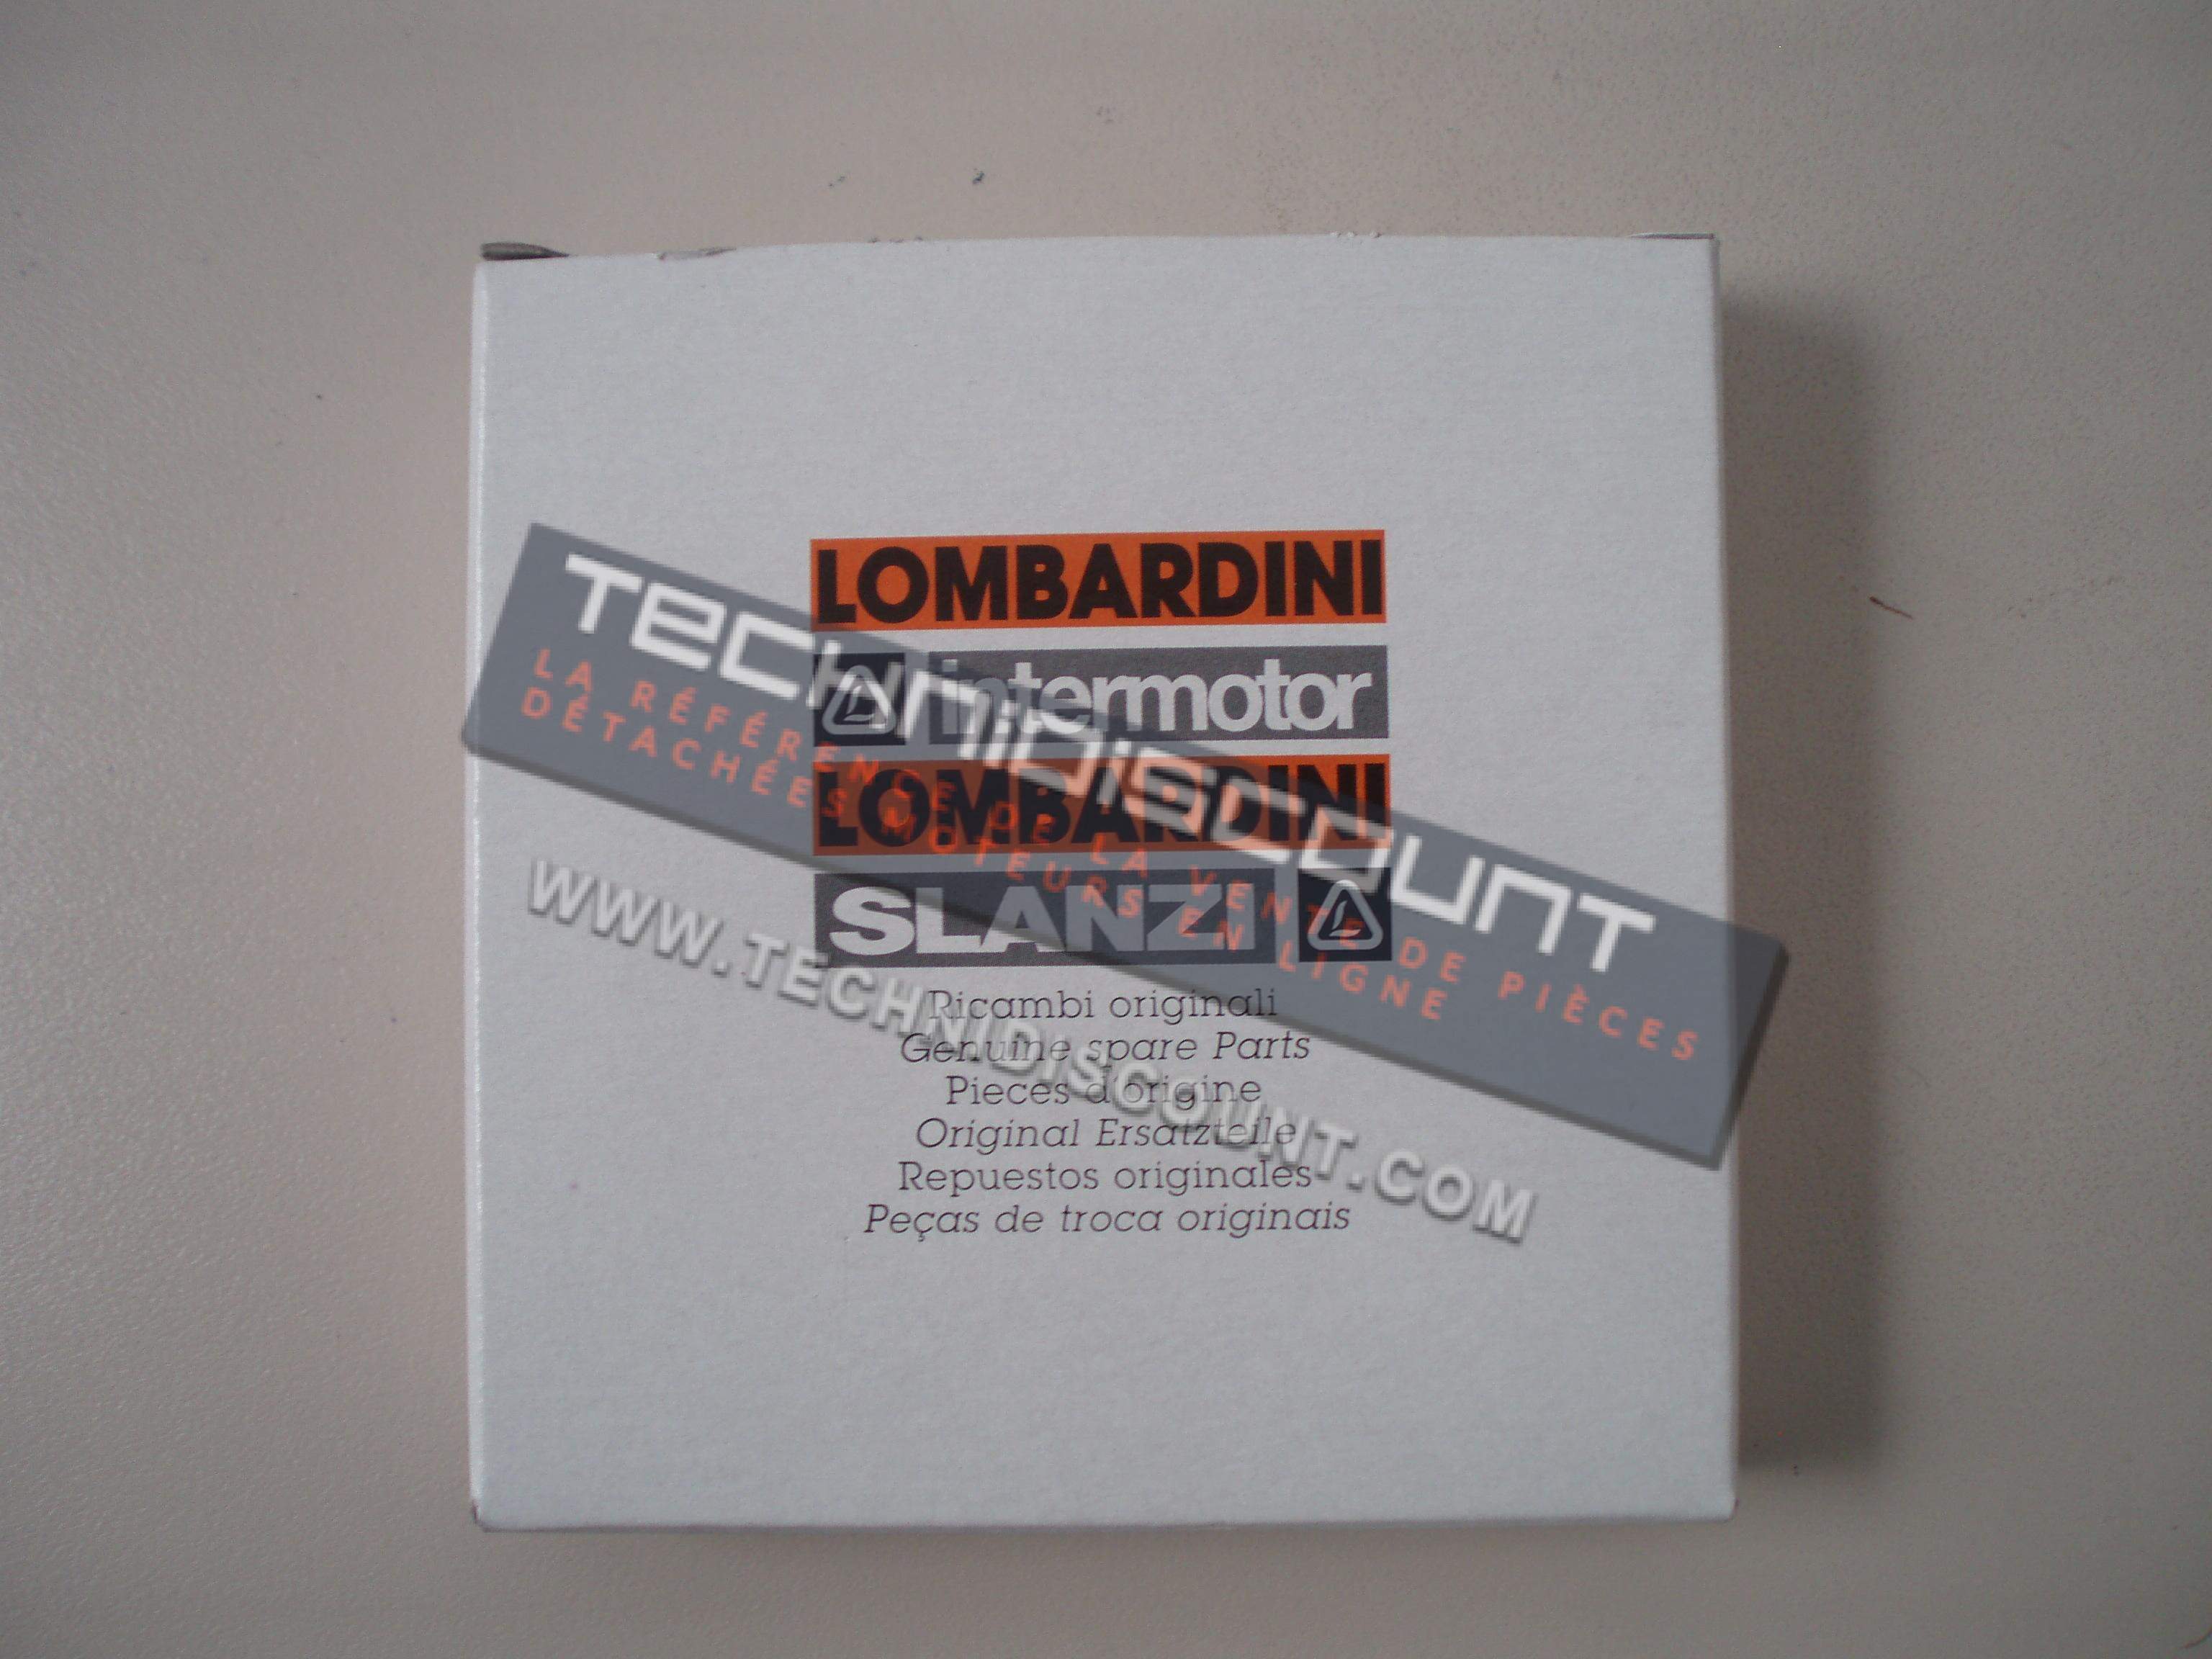 LOMBARDINI
intermotor
LOMBARDINI
SLANZI
Ricambi originali
Genuine spare Parts
Pieces d'origine
Original Ersatzteile
Repuestos originales
Peças de troca originais
TECHNIDISCOUNT
LA RÉFÉRENCE DE LA VENTE DE PIÈCES
DÉTACHÉES MOTEURS EN LIGNE
WWW.TECHNIDISCOUNT.COM